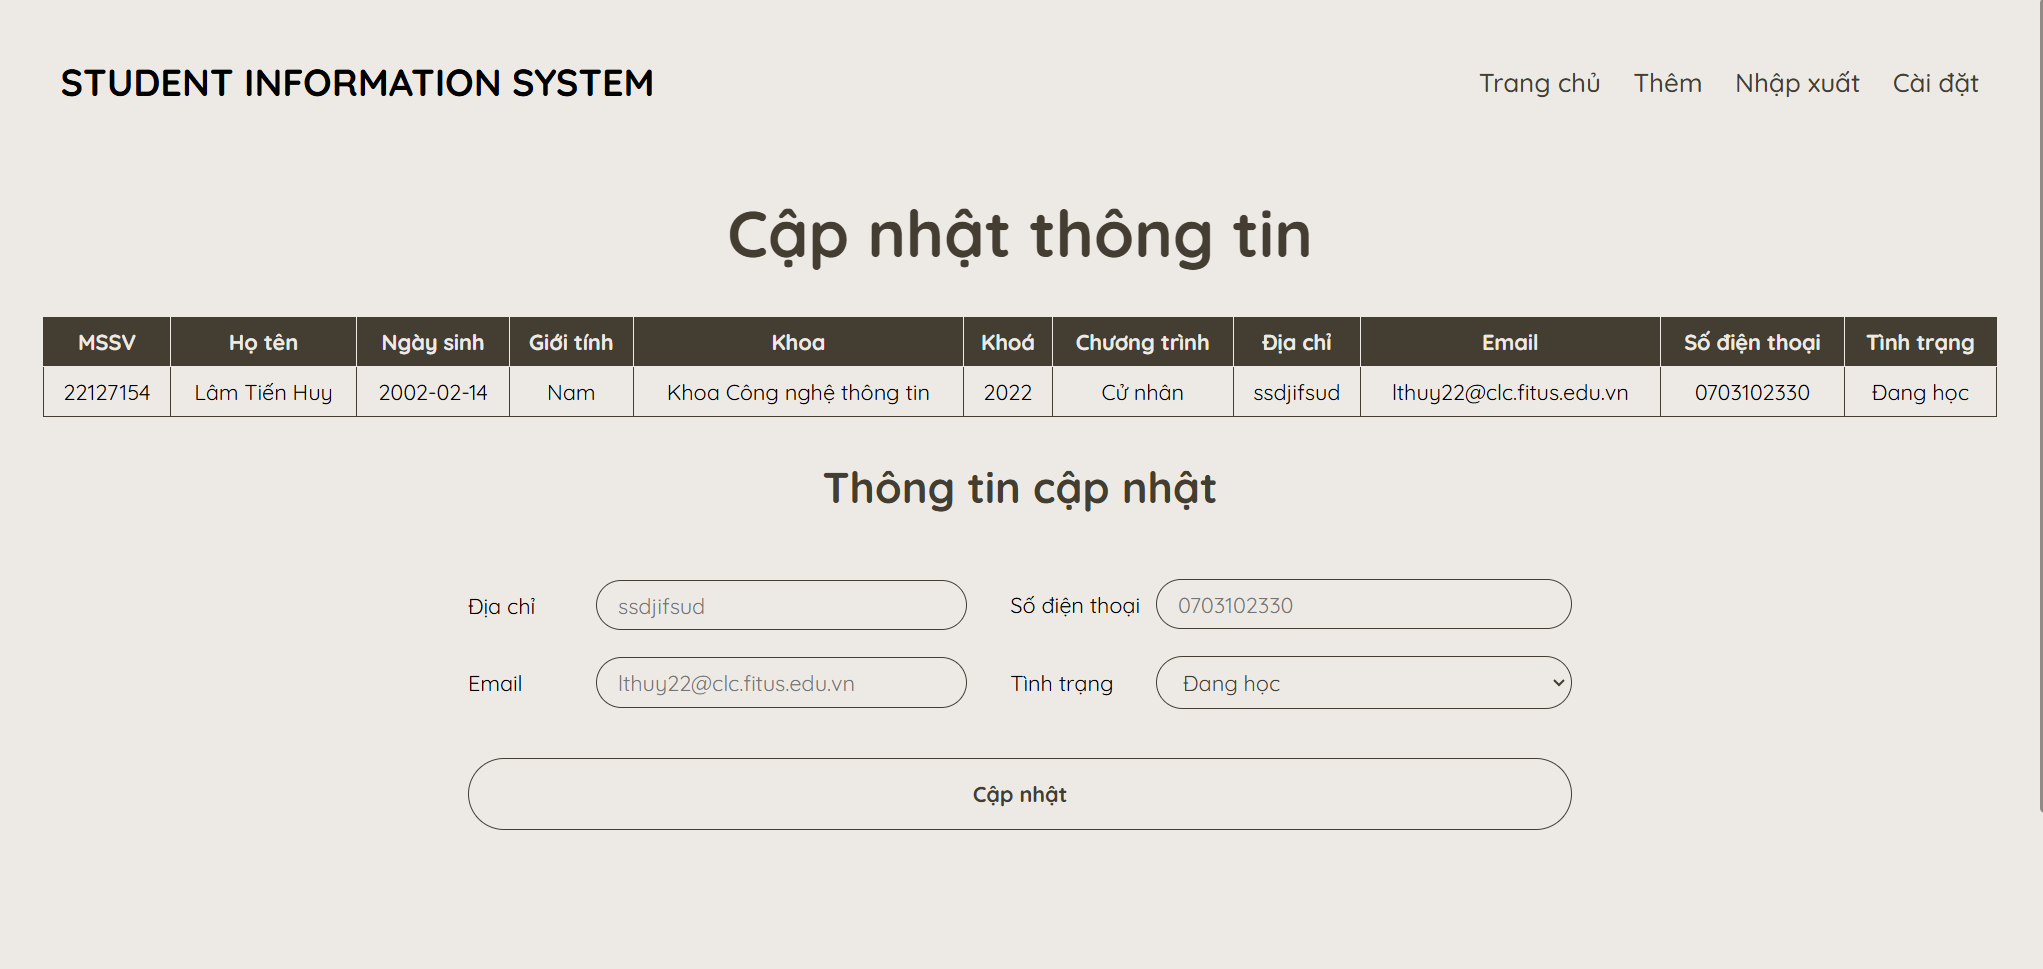 STUDENT INFORMATION SYSTEM Trang chủ Thêm Nhập xuất Cài đặt
Cập nhật thông tin
MSSV Họ tên Ngày sinh Giới tính Khoa Khoá Chương trình Địa chỉ Email Số điện thoại Tình trạng
22127154 Lâm Tiến Huy 2002-02-14 Nam Khoa Công nghệ thông tin 2022 Cử nhân ssdjifsud lthuy22@clc.fitus.edu.vn 0703102330 Đang học
Thông tin cập nhật
Địa chỉ ssdjifsud Số điện thoại 0703102330
Email lthuy22@clc.fitus.edu.vn Tình trạng Đang học
Cập nhật